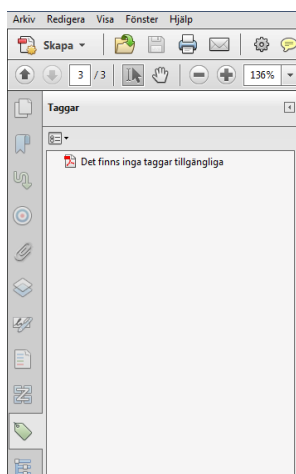 Arkiv Redigera Visa Fönster Hjälp
Skapa
3 / 3 136%
Taggar
Det finns inga taggar tillgängliga